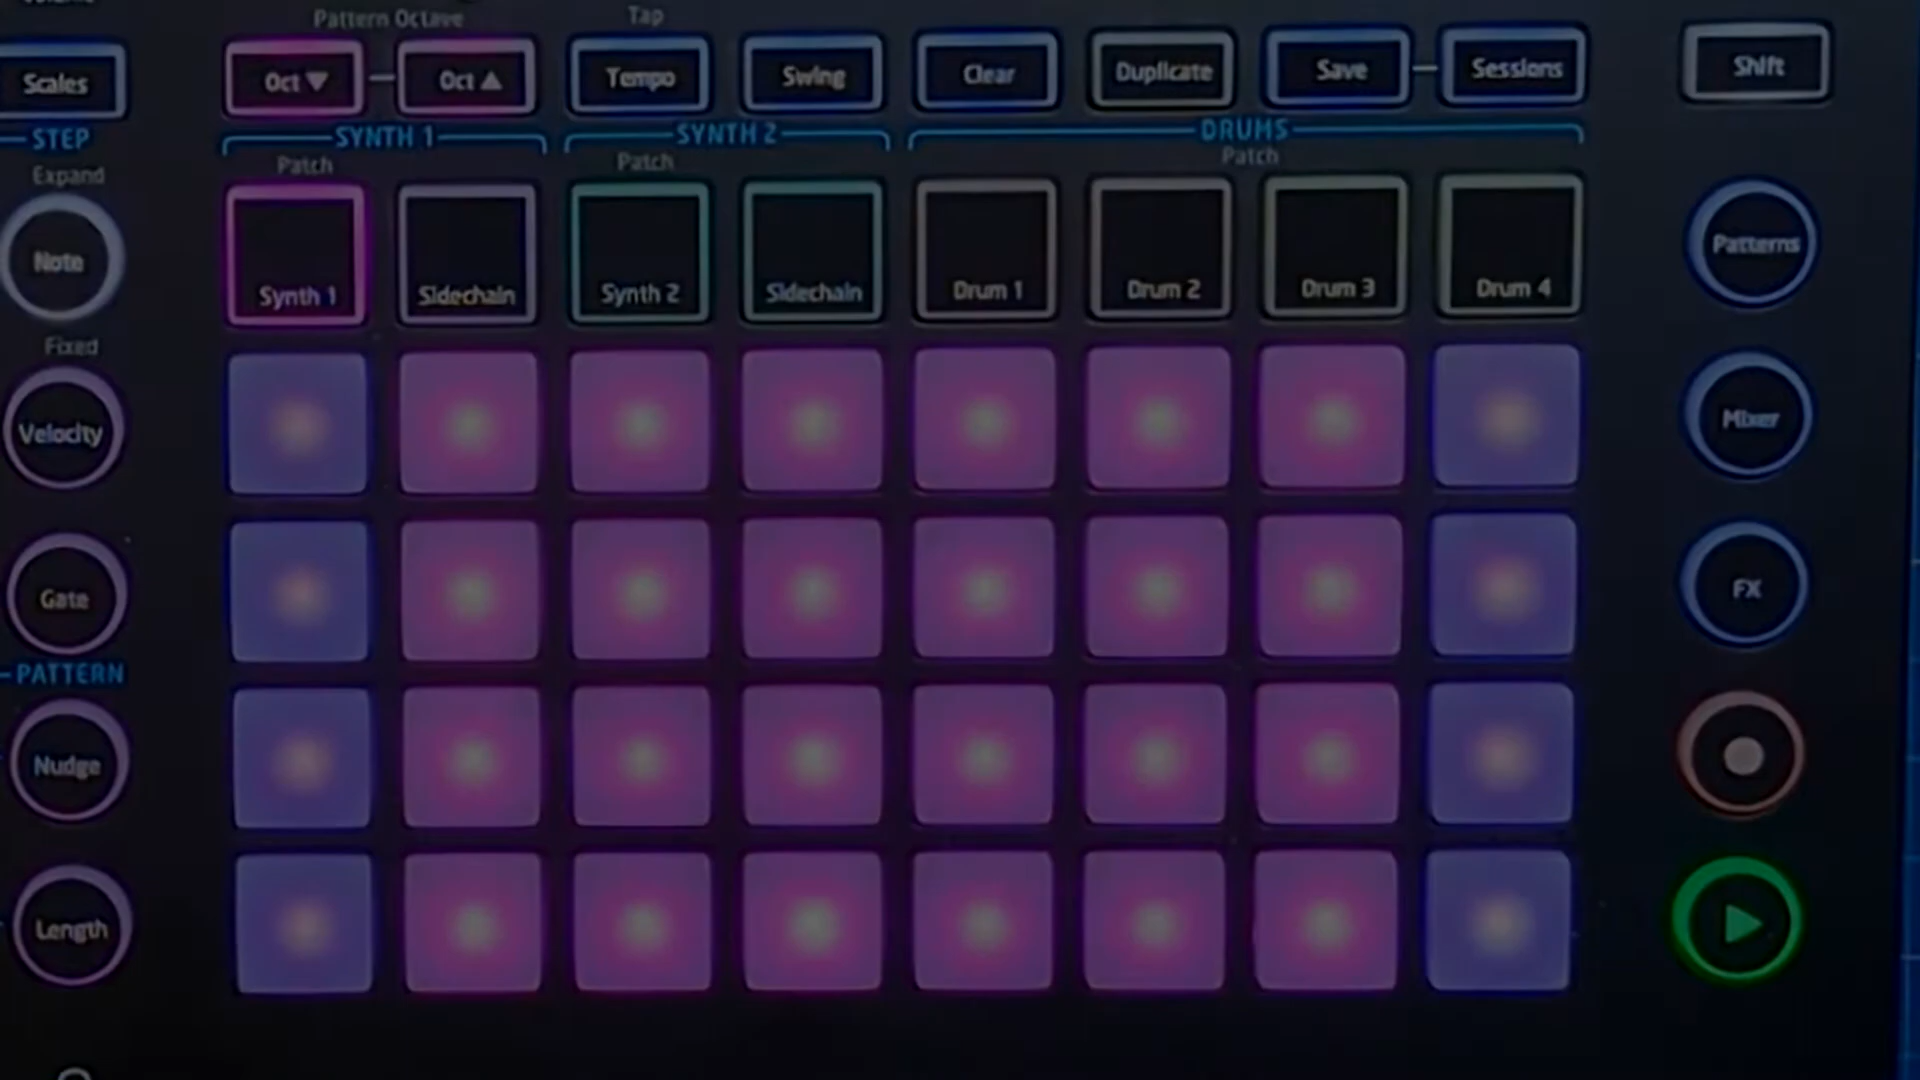 Pattern Octave
Tap
Scales
Oct ▼
Oct ▲
Tempo
Swing
Clear
Duplicate
Save
Sessions
Shift
STEP
SYNTH 1
SYNTH 2
DRUMS
Expand
Patch
Patch
Patch
Note
Synth 1
Sidechain
Synth 2
Sidechain
Drum 1
Drum 2
Drum 3
Drum 4
Patterns
Fixed
Velocity
Mixer
Gate
FX
PATTERN
Nudge
Length